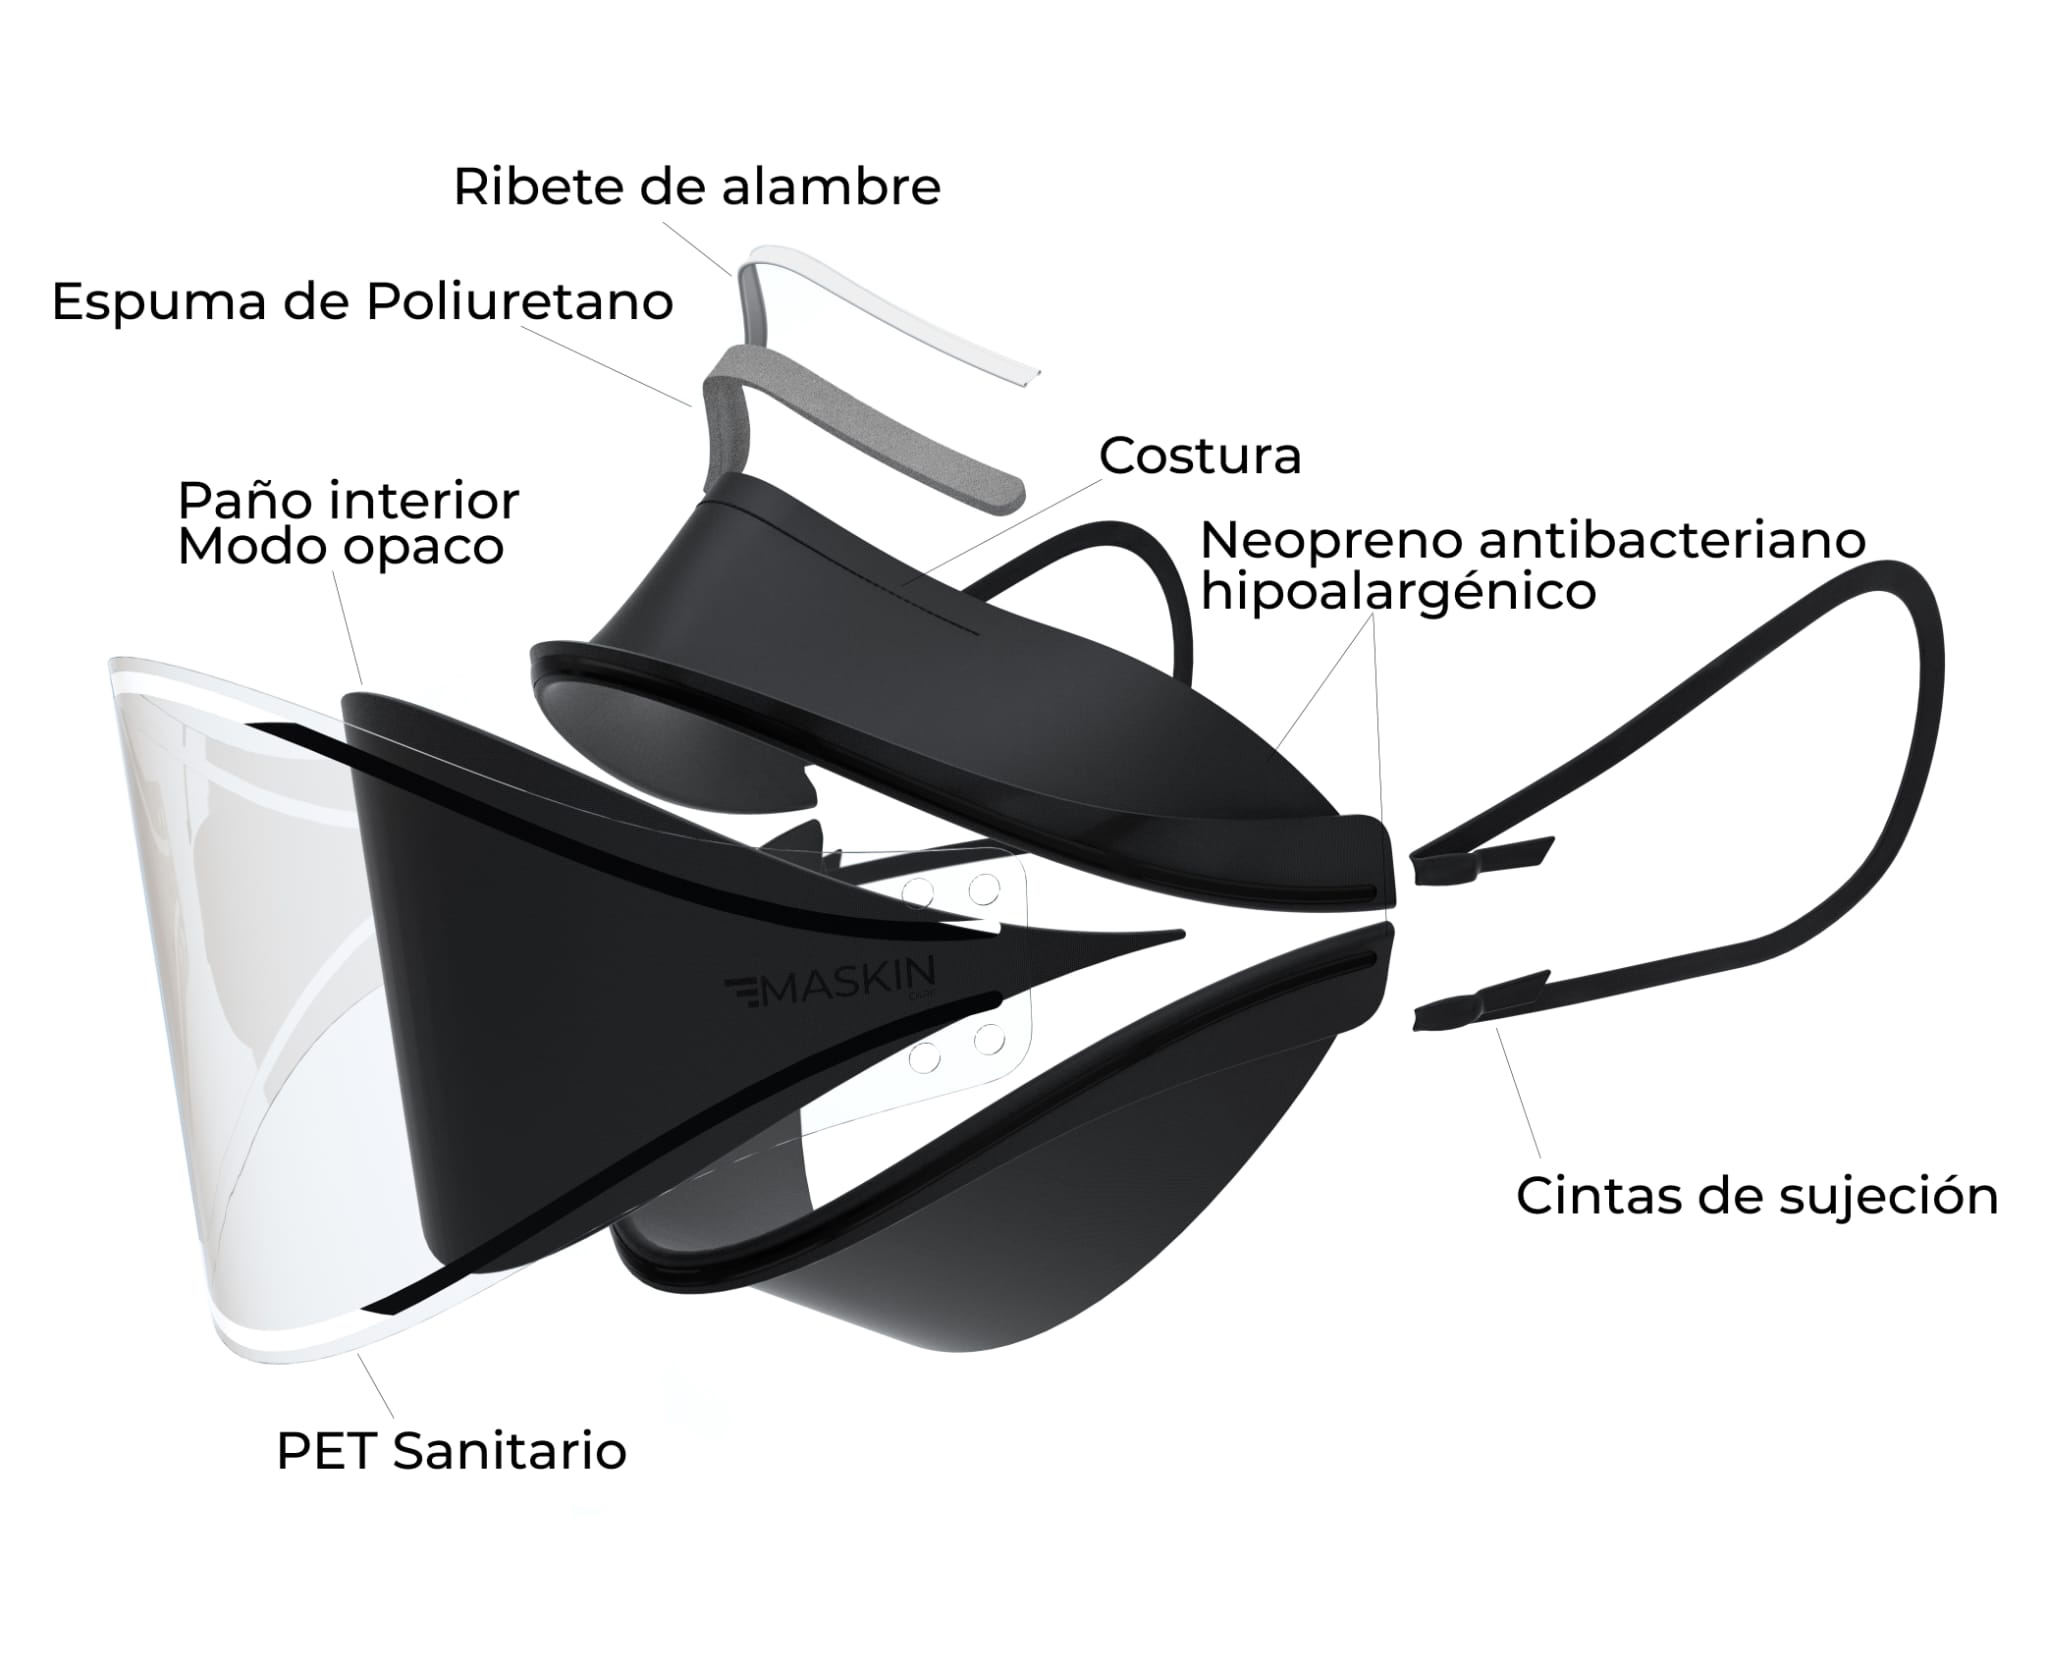 Ribete de alambre
Espuma de Poliuretano
Costura
Paño interior
Modo opaco
Neopreno antibacteriano
hipoalargénico
MASKIN
CARE
Cintas de sujeción
PET Sanitario